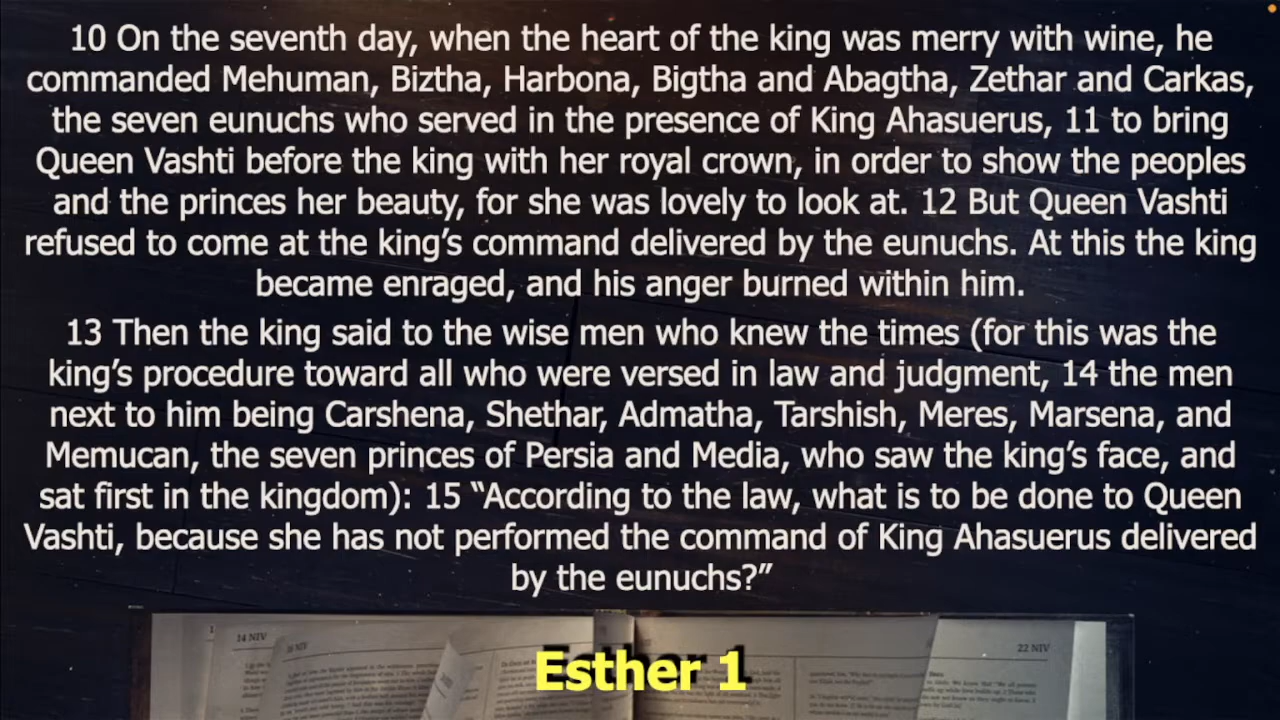 10 On the seventh day, when the heart of the king was merry with wine, he
commanded Mehuman, Biztha, Harbona, Bigtha and Abagtha, Zethar and Carkas,
the seven eunuchs who served in the presence of King Ahasuerus, 11 to bring
Queen Vashti before the king with her royal crown, in order to show the peoples
and the princes her beauty, for she was lovely to look at. 12 But Queen Vashti
refused to come at the king’s command delivered by the eunuchs. At this the king
became enraged, and his anger burned within him.
13 Then the king said to the wise men who knew the times (for this was the
king’s procedure toward all who were versed in law and judgment, 14 the men
next to him being Carshena, Shethar, Admatha, Tarshish, Meres, Marsena, and
Memucan, the seven princes of Persia and Media, who saw the king’s face, and
sat first in the kingdom): 15 “According to the law, what is to be done to Queen
Vashti, because she has not performed the command of King Ahasuerus delivered
by the eunuchs?”
14 NIV
22 NIV
Esther 1